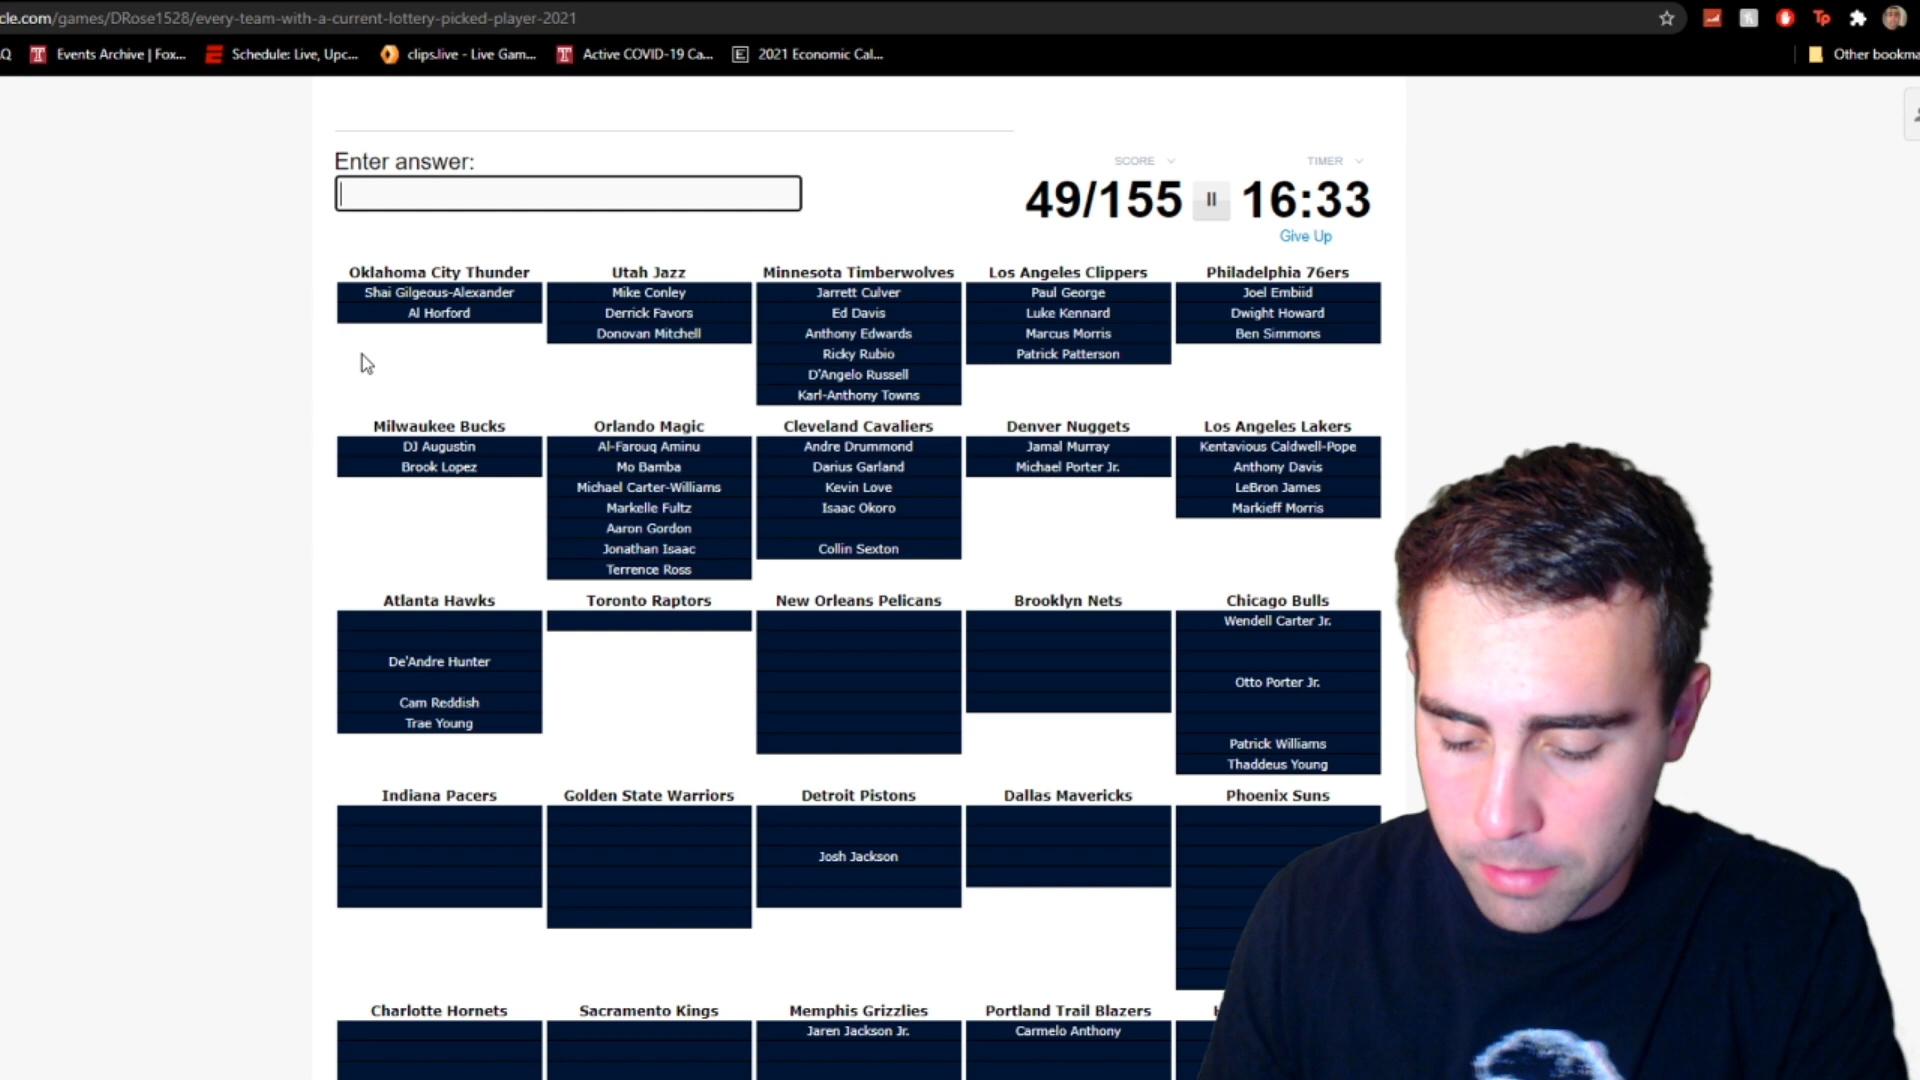 cle.com/games/DRose1528/every-team-with-a-current-lottery-picked-player-2021
Q Events Archive | Fox... Schedule: Live, Upc... clips.live - Live Gam... Active COVID-19 Ca... 2021 Economic Cal... Other bookma
Enter answer:
SCORE TIMER
49/155 16:33
Give Up
Oklahoma City Thunder Utah Jazz Minnesota Timberwolves Los Angeles Clippers Philadelphia 76ers
Shai Gilgeous-Alexander Mike Conley Jarrett Culver Paul George Joel Embiid
Al Horford Derrick Favors Ed Davis Luke Kennard Dwight Howard
Donovan Mitchell Anthony Edwards Marcus Morris Ben Simmons
Ricky Rubio Patrick Patterson
D'Angelo Russell
Karl-Anthony Towns
Milwaukee Bucks Orlando Magic Cleveland Cavaliers Denver Nuggets Los Angeles Lakers
DJ Augustin Al-Farouq Aminu Andre Drummond Jamal Murray Kentavious Caldwell-Pope
Brook Lopez Mo Bamba Darius Garland Michael Porter Jr. Anthony Davis
Michael Carter-Williams Kevin Love LeBron James
Markelle Fultz Isaac Okoro Markieff Morris
Aaron Gordon
Jonathan Isaac Collin Sexton
Terrence Ross
Atlanta Hawks Toronto Raptors New Orleans Pelicans Brooklyn Nets Chicago Bulls
Wendell Carter Jr.
De'Andre Hunter
Otto Porter Jr.
Cam Reddish
Trae Young
Patrick Williams
Thaddeus Young
Indiana Pacers Golden State Warriors Detroit Pistons Dallas Mavericks Phoenix Suns
Josh Jackson
Charlotte Hornets Sacramento Kings Memphis Grizzlies Portland Trail Blazers
Jaren Jackson Jr. Carmelo Anthony